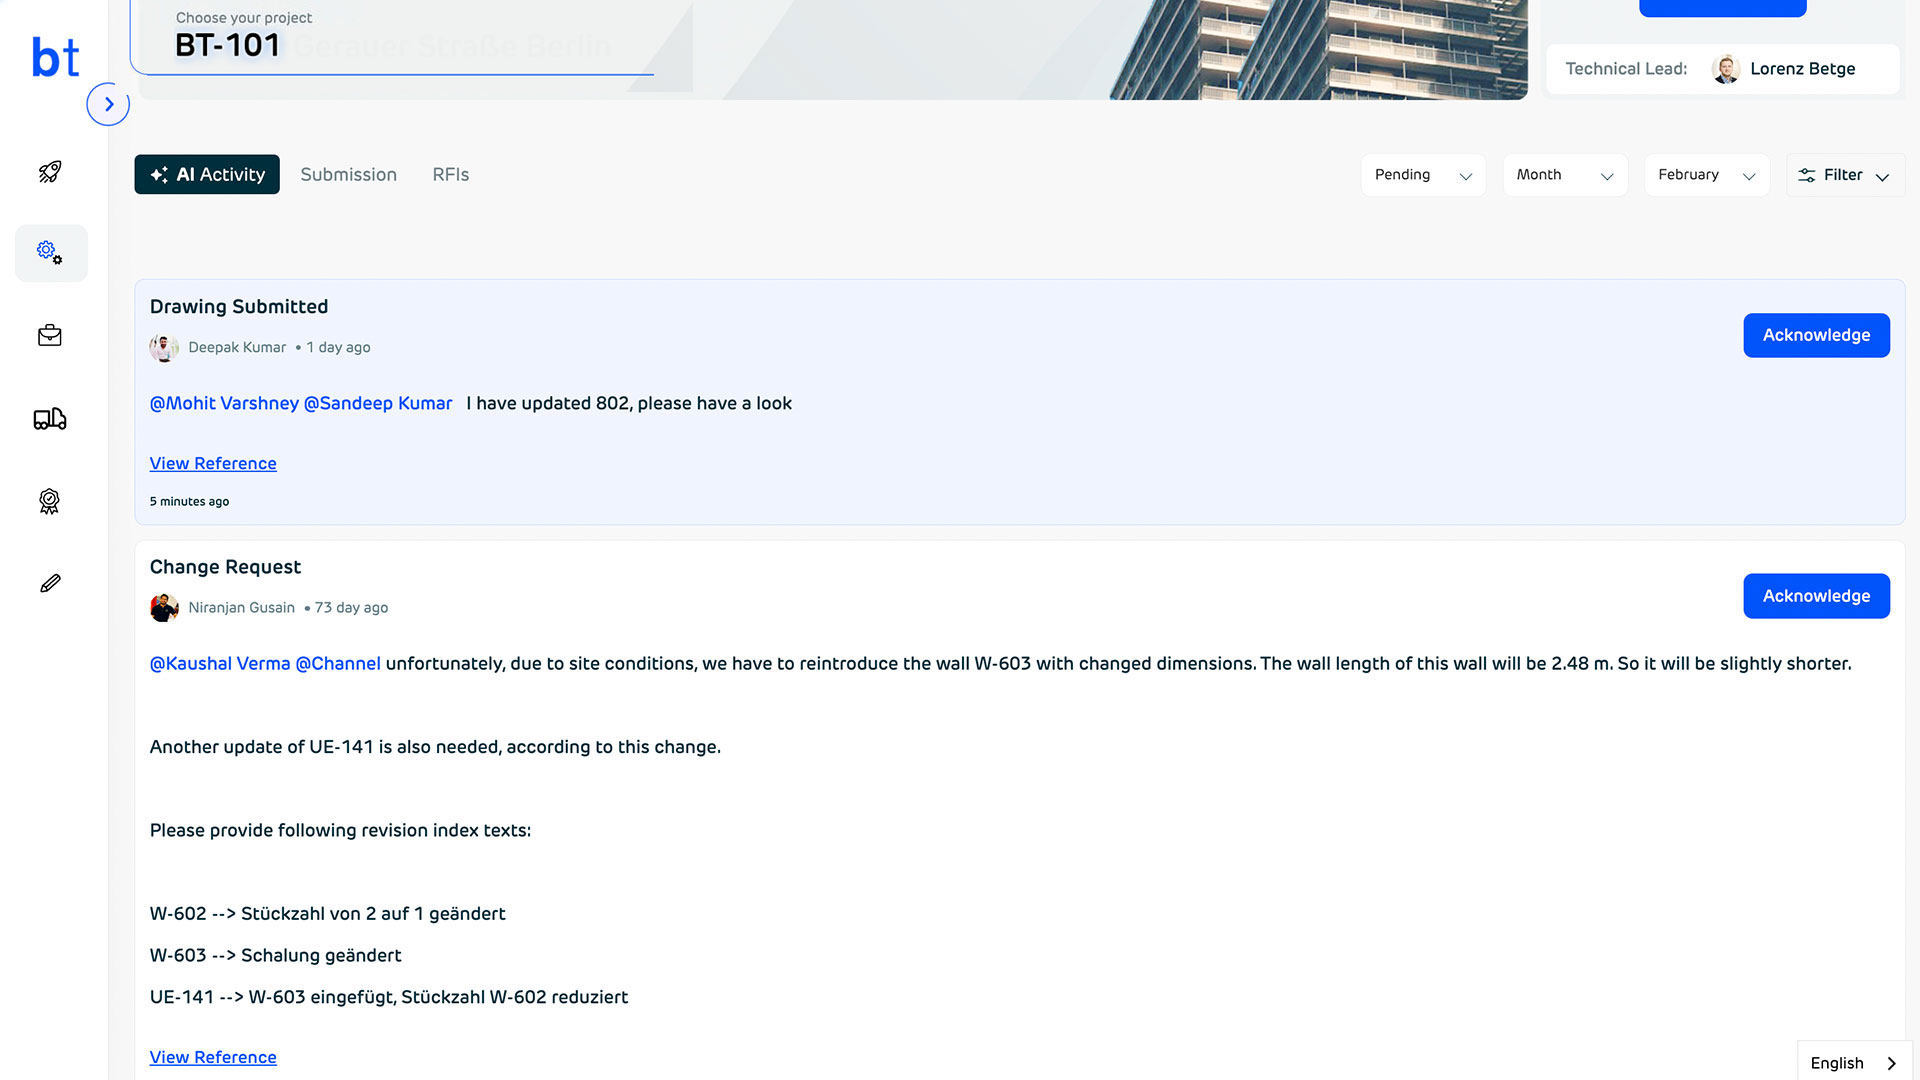 bt
Choose your project
BT-101 Gerauer Straße Berlin
Technical Lead: Lorenz Betge
AI Activity Submission RFIs
Pending Month February Filter
Drawing Submitted
Deepak Kumar • 1 day ago
Acknowledge
@Mohit Varshney @Sandeep Kumar I have updated 802, please have a look
View Reference
5 minutes ago
Change Request
Niranjan Gusain • 73 day ago
Acknowledge
@Kaushal Verma @Channel unfortunately, due to site conditions, we have to reintroduce the wall W-603 with changed dimensions. The wall length of this wall will be 2.48 m. So it will be slightly shorter.
Another update of UE-141 is also needed, according to this change.
Please provide following revision index texts:
W-602 --> Stückzahl von 2 auf 1 geändert
W-603 --> Schalung geändert
UE-141 --> W-603 eingefügt, Stückzahl W-602 reduziert
View Reference
English